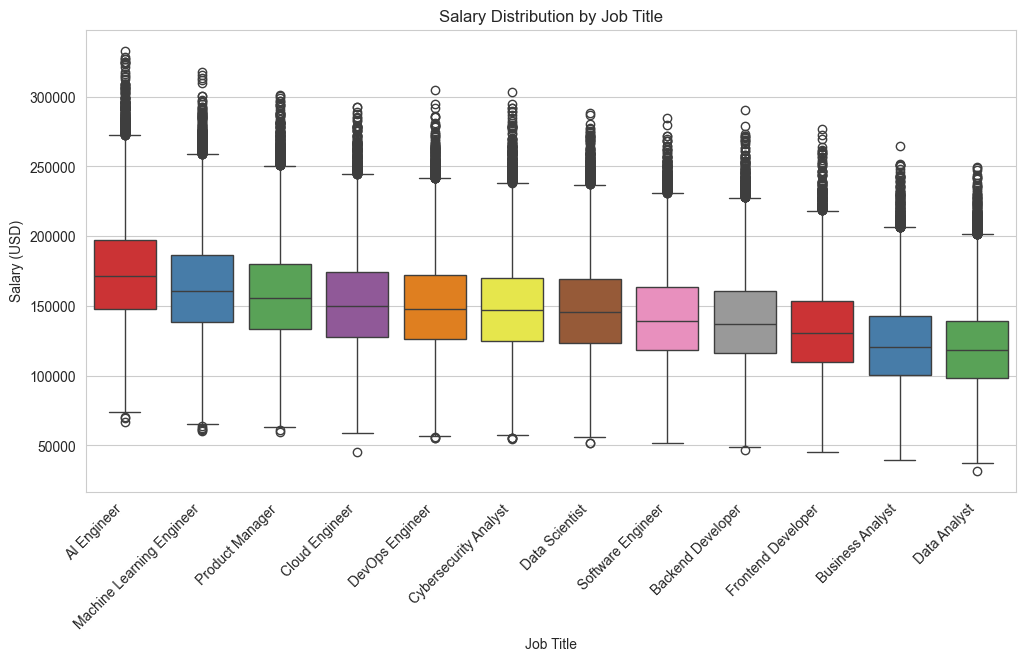 Salary Distribution by Job Title
Salary (USD)
300000
250000
200000
150000
100000
50000
AI Engineer
Machine Learning Engineer
Product Manager
Cloud Engineer
DevOps Engineer
Cybersecurity Analyst
Data Scientist
Software Engineer
Backend Developer
Frontend Developer
Business Analyst
Data Analyst
Job Title